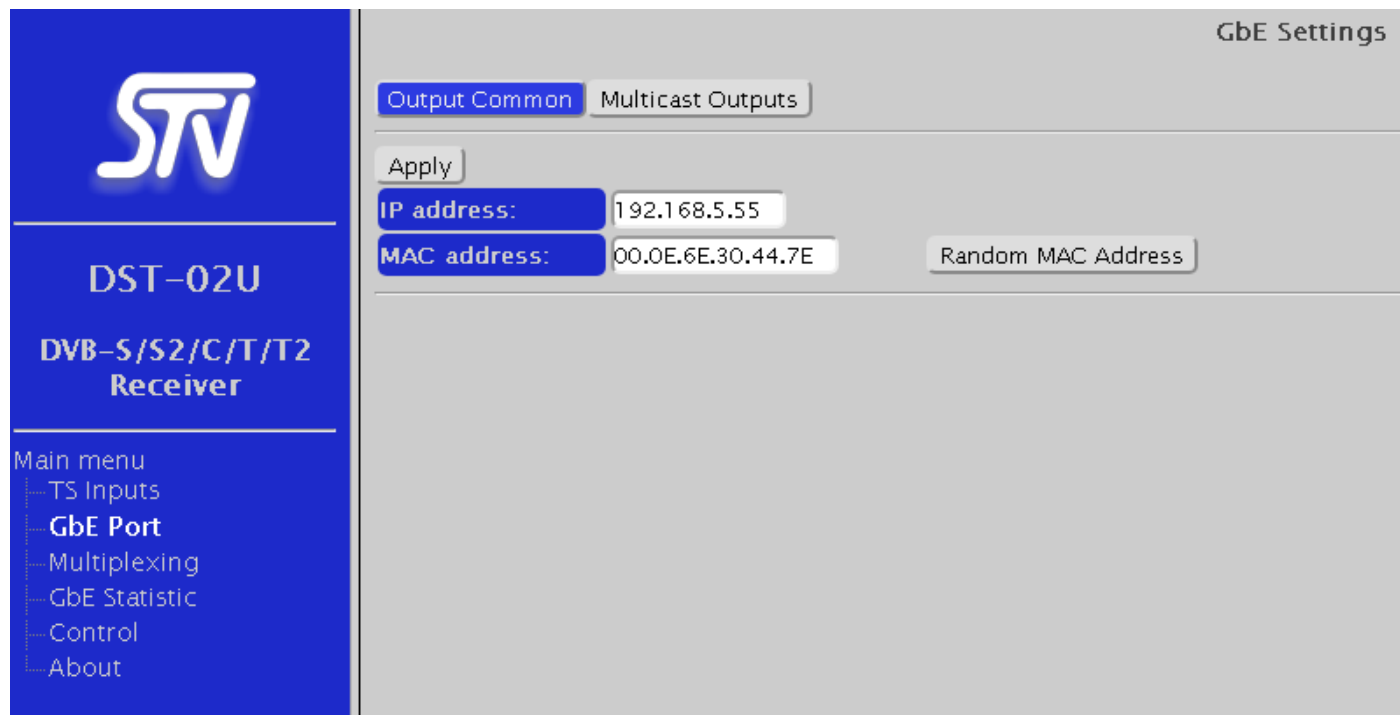 GbE Settings
STV
Output Common Multicast Outputs
Apply
IP address: 192.168.5.55
MAC address: 00.0E.6E.30.44.7E Random MAC Address
DST-02U
DVB-S/S2/C/T/T2
Receiver
Main menu
TS Inputs
GbE Port
Multiplexing
GbE Statistic
Control
About